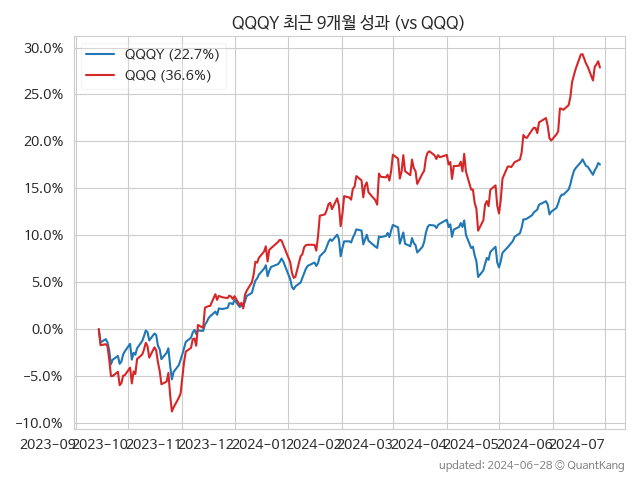 QQQY 최근 9개월 성과 (vs QQQ)
QQQY (22.7%)
QQQ (36.6%)
30.0%
25.0%
20.0%
15.0%
10.0%
5.0%
0.0%
−5.0%
−10.0%
2023-09 2023-10 2023-11 2023-12 2024-01 2024-02 2024-03 2024-04 2024-05 2024-06 2024-07
updated: 2024-06-28 © QuantKang